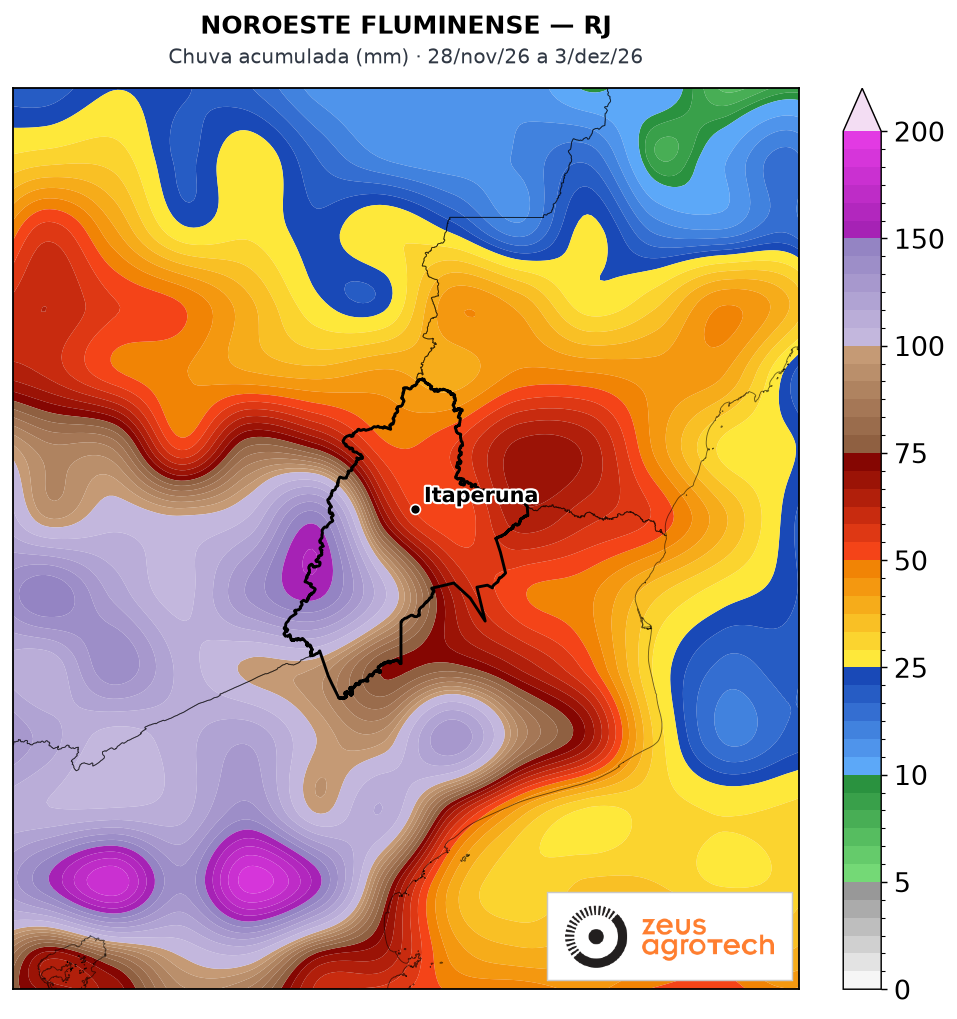 NOROESTE FLUMINENSE — RJ
Chuva acumulada (mm) · 28/nov/26 a 3/dez/26
200
150
100
75
50
25
10
5
0
Itaperuna
zeus
agrotech